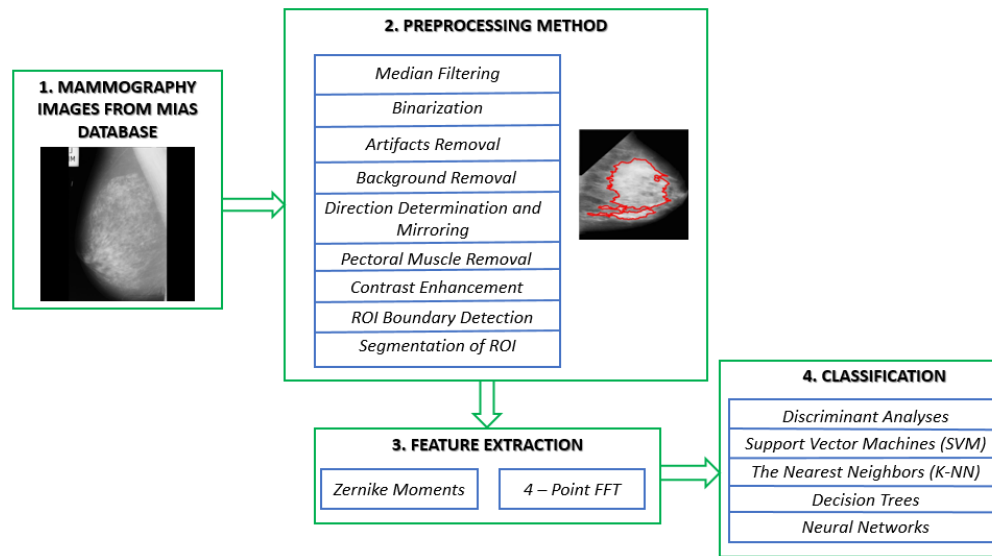 1. MAMMOGRAPHY
IMAGES FROM MIAS
DATABASE
2. PREPROCESSING METHOD
Median Filtering
Binarization
Artifacts Removal
Background Removal
Direction Determination and
Mirroring
Pectoral Muscle Removal
Contrast Enhancement
ROI Boundary Detection
Segmentation of ROI
3. FEATURE EXTRACTION
Zernike Moments
4 – Point FFT
4. CLASSIFICATION
Discriminant Analyses
Support Vector Machines (SVM)
The Nearest Neighbors (K-NN)
Decision Trees
Neural Networks